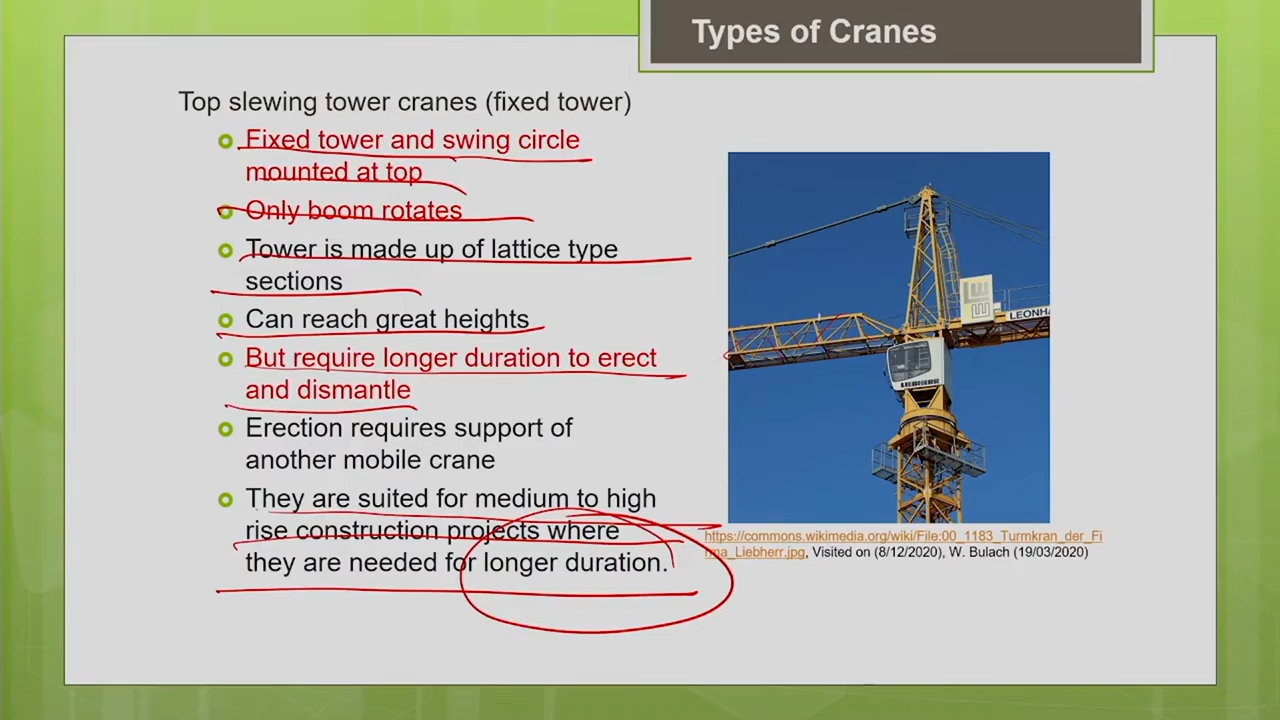 Types of Cranes
Top slewing tower cranes (fixed tower)
Fixed tower and swing circle
mounted at top
Only boom rotates
Tower is made up of lattice type
sections
Can reach great heights
But require longer duration to erect
and dismantle
Erection requires support of
another mobile crane
They are suited for medium to high
rise construction projects where
they are needed for longer duration.
LEONHA
LIEBHERR
https://commons.wikimedia.org/wiki/File:00_1183_Turmkran_der_Fi
rma_Liebherr.jpg, Visited on (8/12/2020), W. Bulach (19/03/2020)